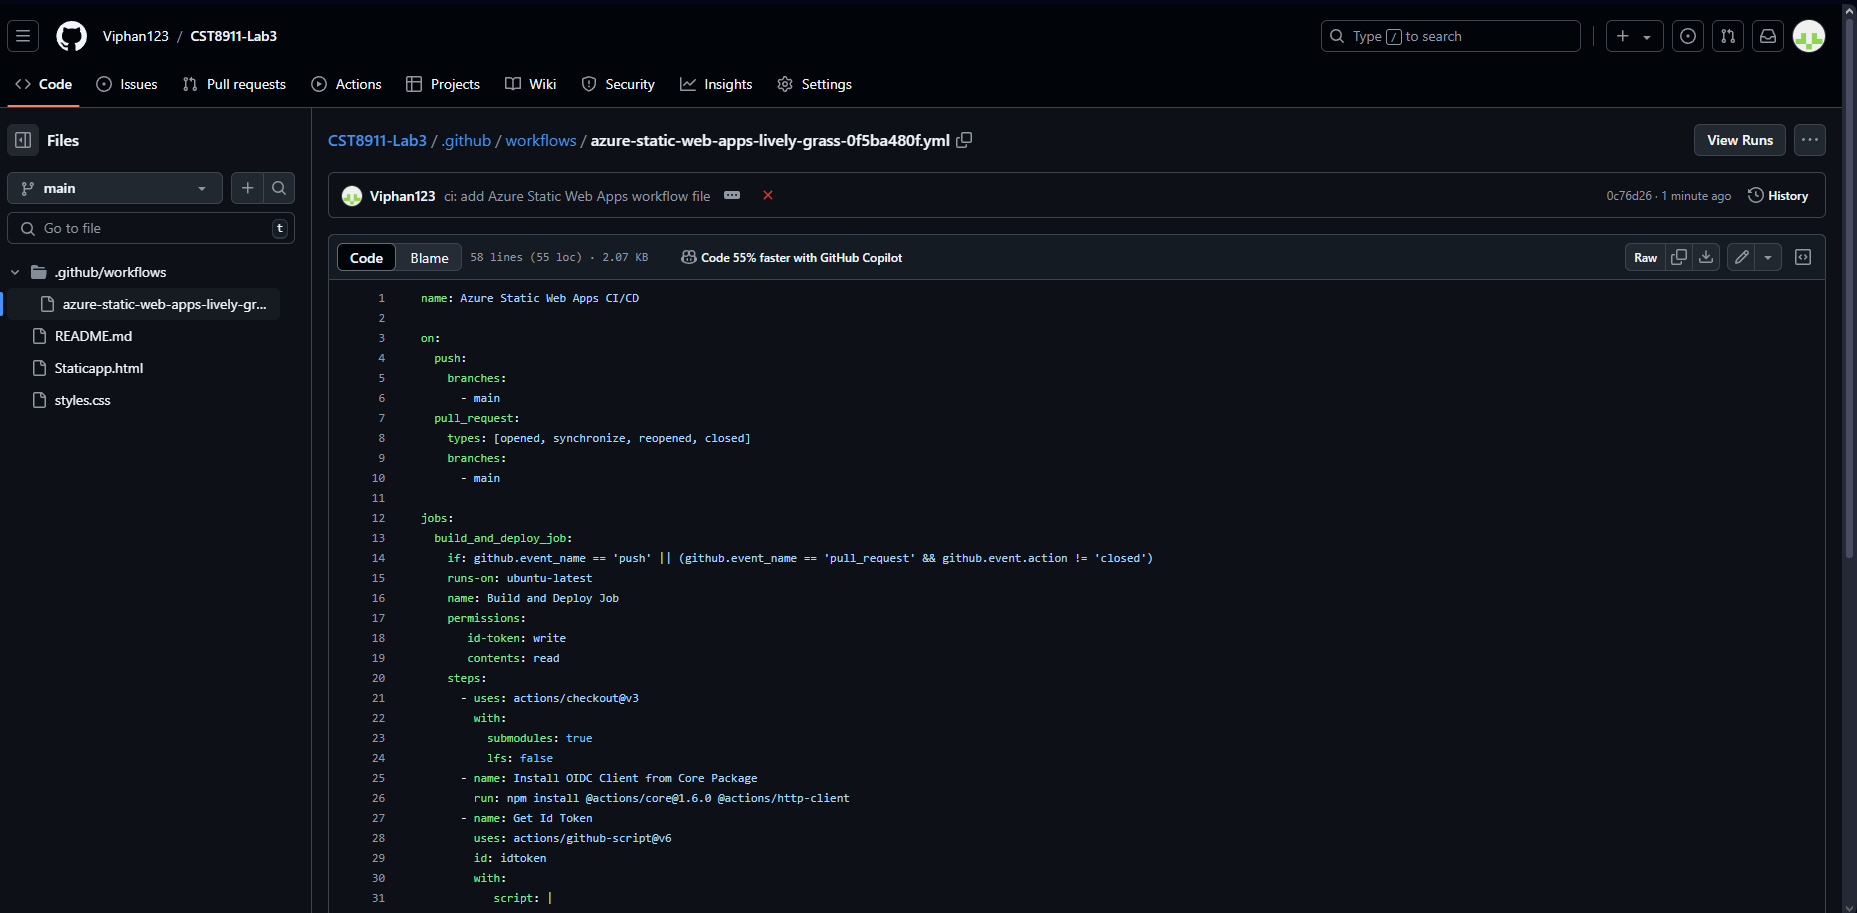 Viphan123 / CST8911-Lab3
Type / to search
Code
Issues
Pull requests
Actions
Projects
Wiki
Security
Insights
Settings
Files
main
Go to file
t
.github/workflows
azure-static-web-apps-lively-gr...
README.md
Staticapp.html
styles.css
CST8911-Lab3 / .github / workflows / azure-static-web-apps-lively-grass-0f5ba480f.yml
View Runs
Viphan123 ci: add Azure Static Web Apps workflow file
0c76d26 · 1 minute ago
History
Code
Blame
58 lines (55 loc) · 2.07 KB
Code 55% faster with GitHub Copilot
Raw
1 name: Azure Static Web Apps CI/CD
2
3 on:
4 push:
5 branches:
6 - main
7 pull_request:
8 types: [opened, synchronize, reopened, closed]
9 branches:
10 - main
11
12 jobs:
13 build_and_deploy_job:
14 if: github.event_name == 'push' || (github.event_name == 'pull_request' && github.event.action != 'closed')
15 runs-on: ubuntu-latest
16 name: Build and Deploy Job
17 permissions:
18 id-token: write
19 contents: read
20 steps:
21 - uses: actions/checkout@v3
22 with:
23 submodules: true
24 lfs: false
25 - name: Install OIDC Client from Core Package
26 run: npm install @actions/core@1.6.0 @actions/http-client
27 - name: Get Id Token
28 uses: actions/github-script@v6
29 id: idtoken
30 with:
31 script: |